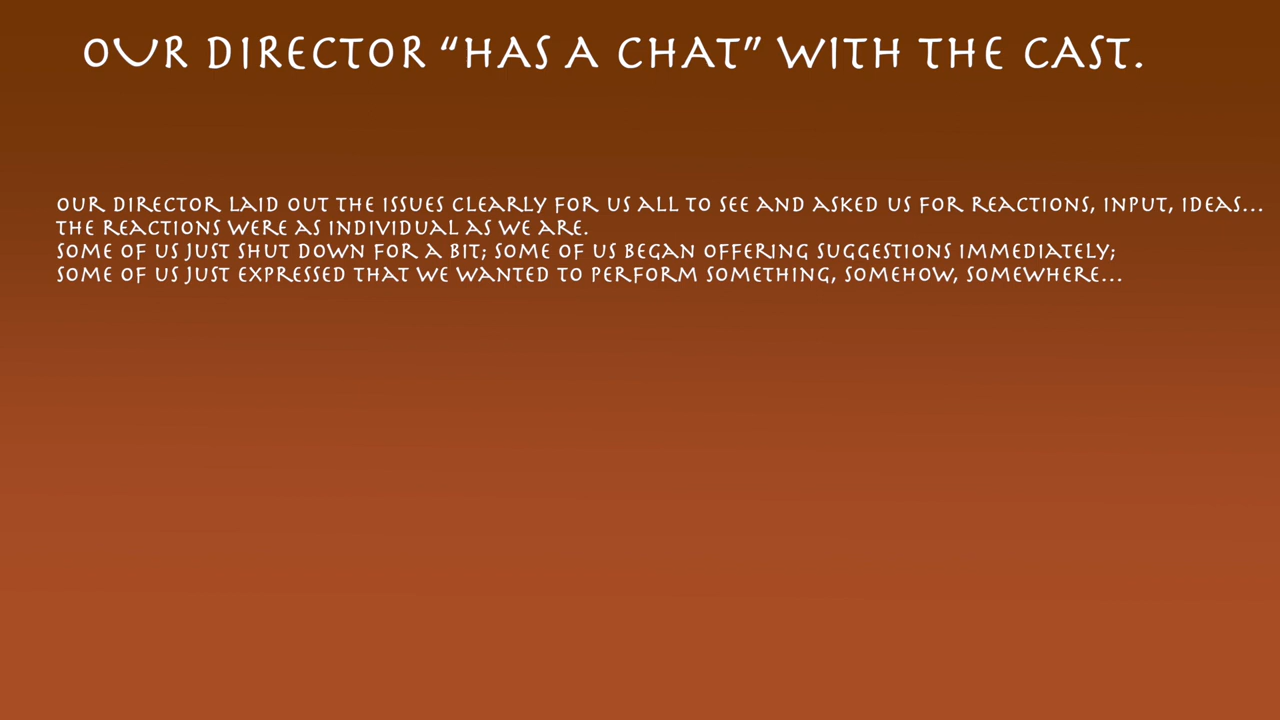 OUR DIRECTOR “HAS A CHAT” WITH THE CAST.
OUR DIRECTOR LAID OUT THE ISSUES CLEARLY FOR US ALL TO SEE AND ASKED US FOR REACTIONS, INPUT, IDEAS…
THE REACTIONS WERE AS INDIVIDUAL AS WE ARE.
SOME OF US JUST SHUT DOWN FOR A BIT; SOME OF US BEGAN OFFERING SUGGESTIONS IMMEDIATELY;
SOME OF US JUST EXPRESSED THAT WE WANTED TO PERFORM SOMETHING, SOMEHOW, SOMEWHERE…